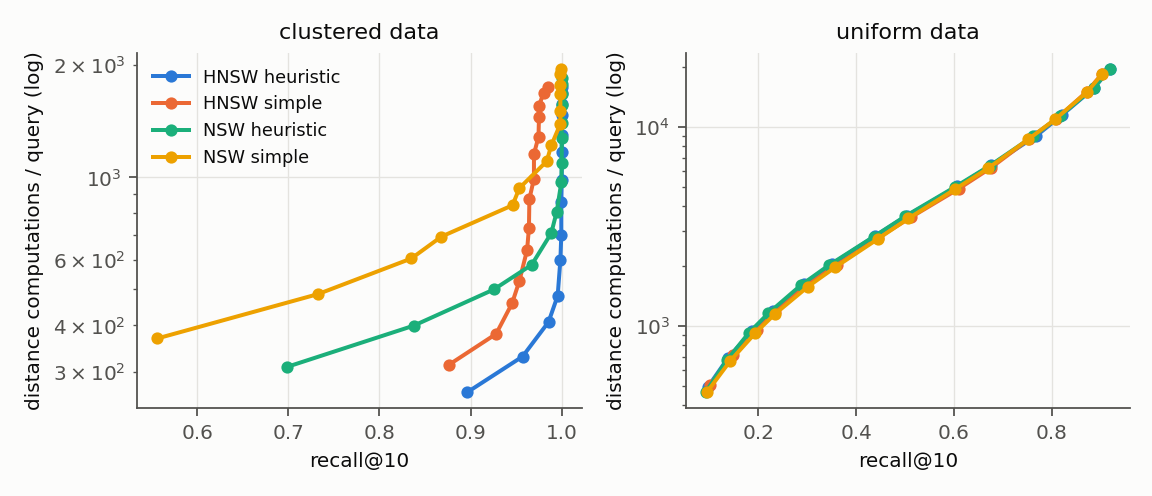 clustered data
distance computations / query (log)
2 × 10³
10³
6 × 10²
4 × 10²
3 × 10²
HNSW heuristic
HNSW simple
NSW heuristic
NSW simple
0.6 0.7 0.8 0.9 1.0
recall@10
uniform data
distance computations / query (log)
10⁴
10³
0.2 0.4 0.6 0.8
recall@10